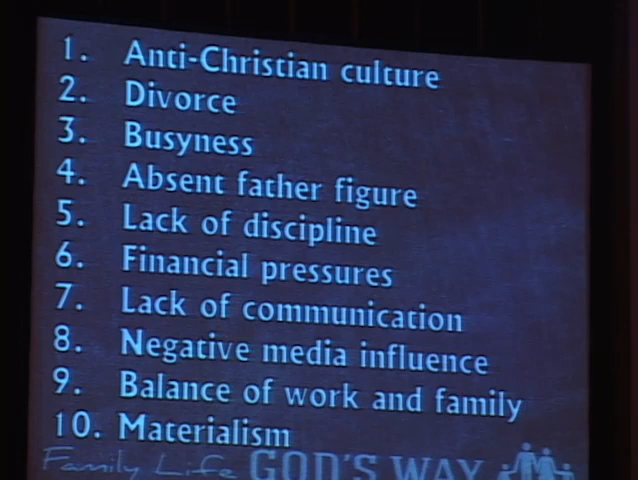 1. Anti-Christian culture
2. Divorce
3. Busyness
4. Absent father figure
5. Lack of discipline
6. Financial pressures
7. Lack of communication
8. Negative media influence
9. Balance of work and family
10. Materialism
Family Life GOD'S WAY